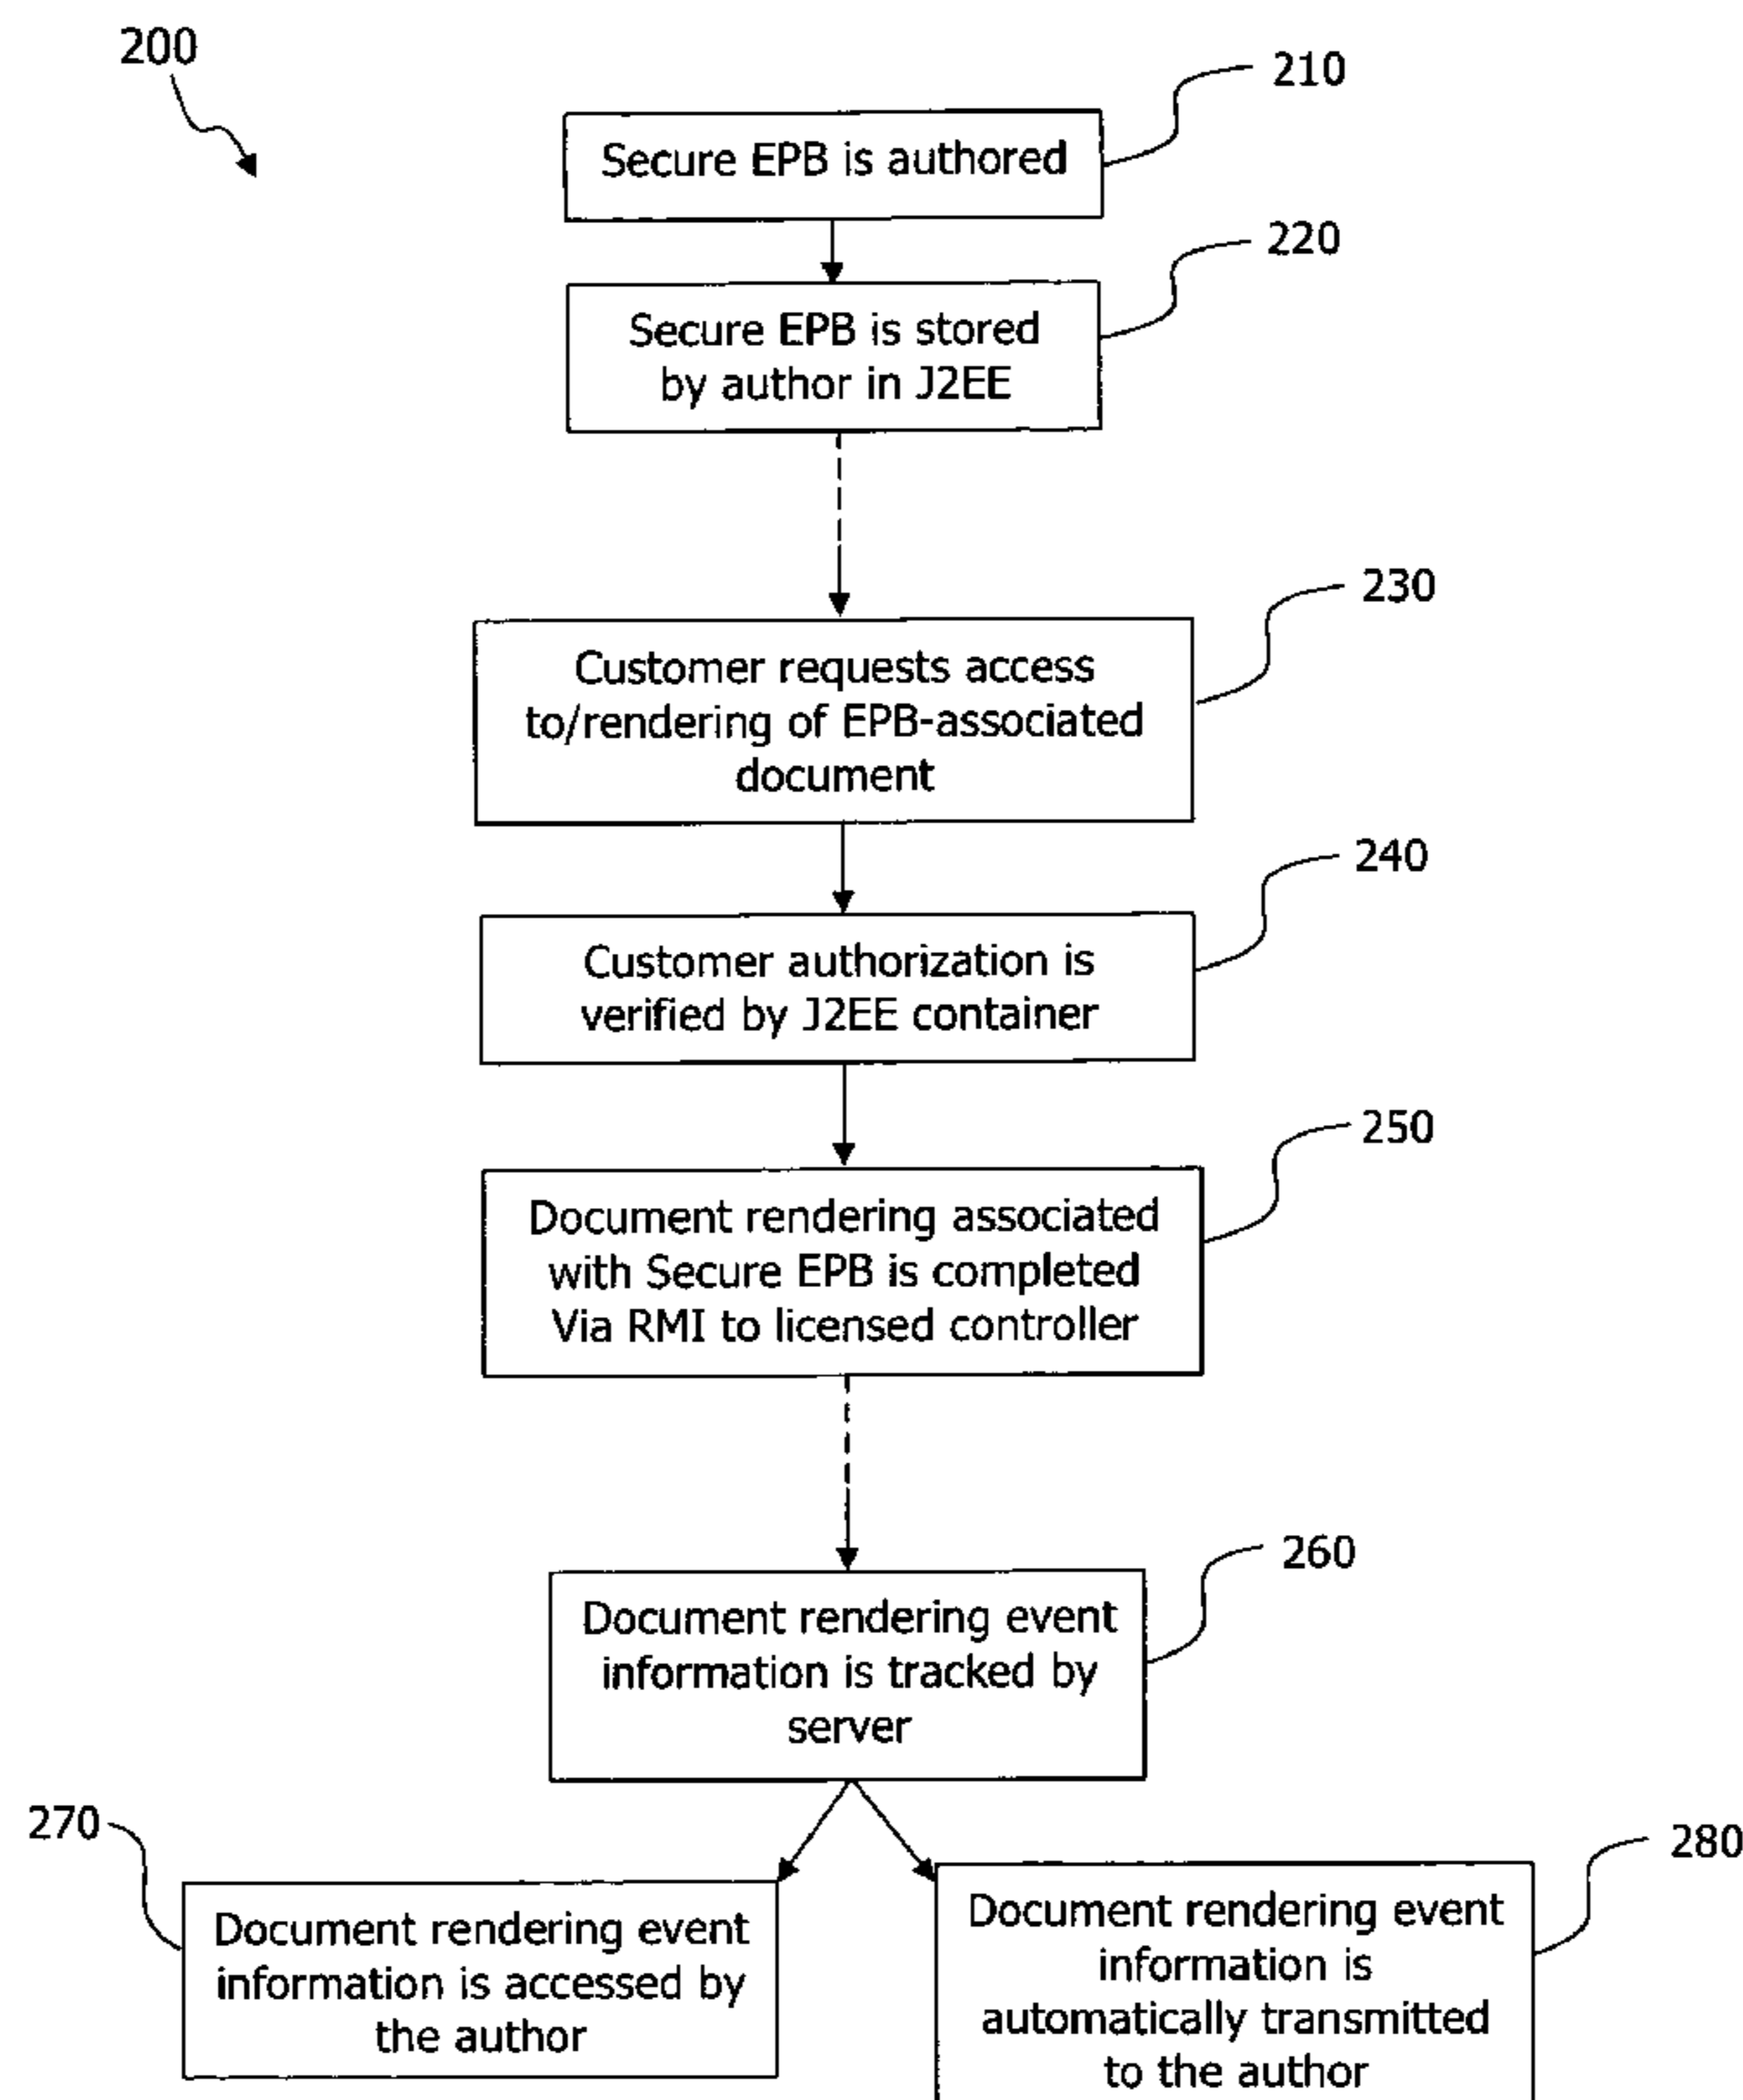 200
210
Secure EPB is authored
220
Secure EPB is stored
by author in J2EE
230
Customer requests access
to/rendering of EPB-associated
document
240
Customer authorization is
verified by J2EE container
250
Document rendering associated
with Secure EPB is completed
Via RMI to licensed controller
260
Document rendering event
information is tracked by
server
270
Document rendering event
information is accessed by
the author
280
Document rendering event
information is
automatically transmitted
to the author